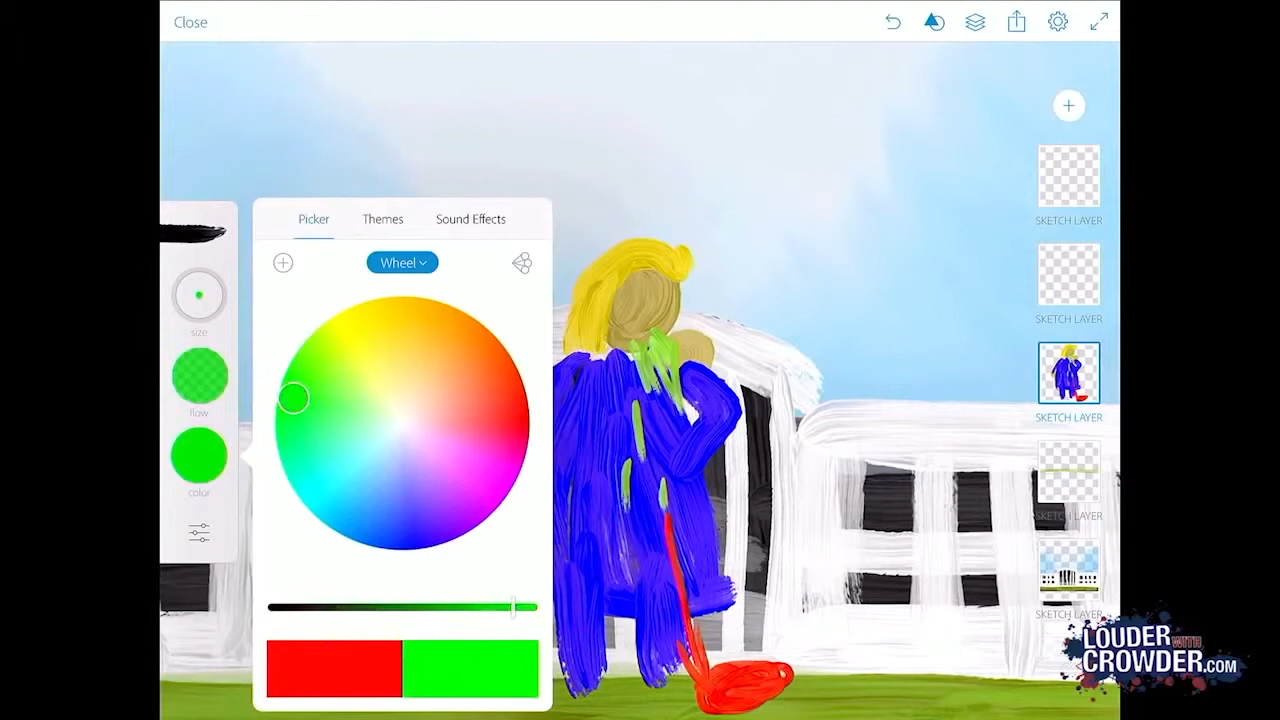 Close
Picker Themes Sound Effects
Wheel
size
flow
color
SKETCH LAYER
SKETCH LAYER
SKETCH LAYER
SKETCH LAYER
SKETCH LAYER
LOUDER WITH
CROWDER.COM